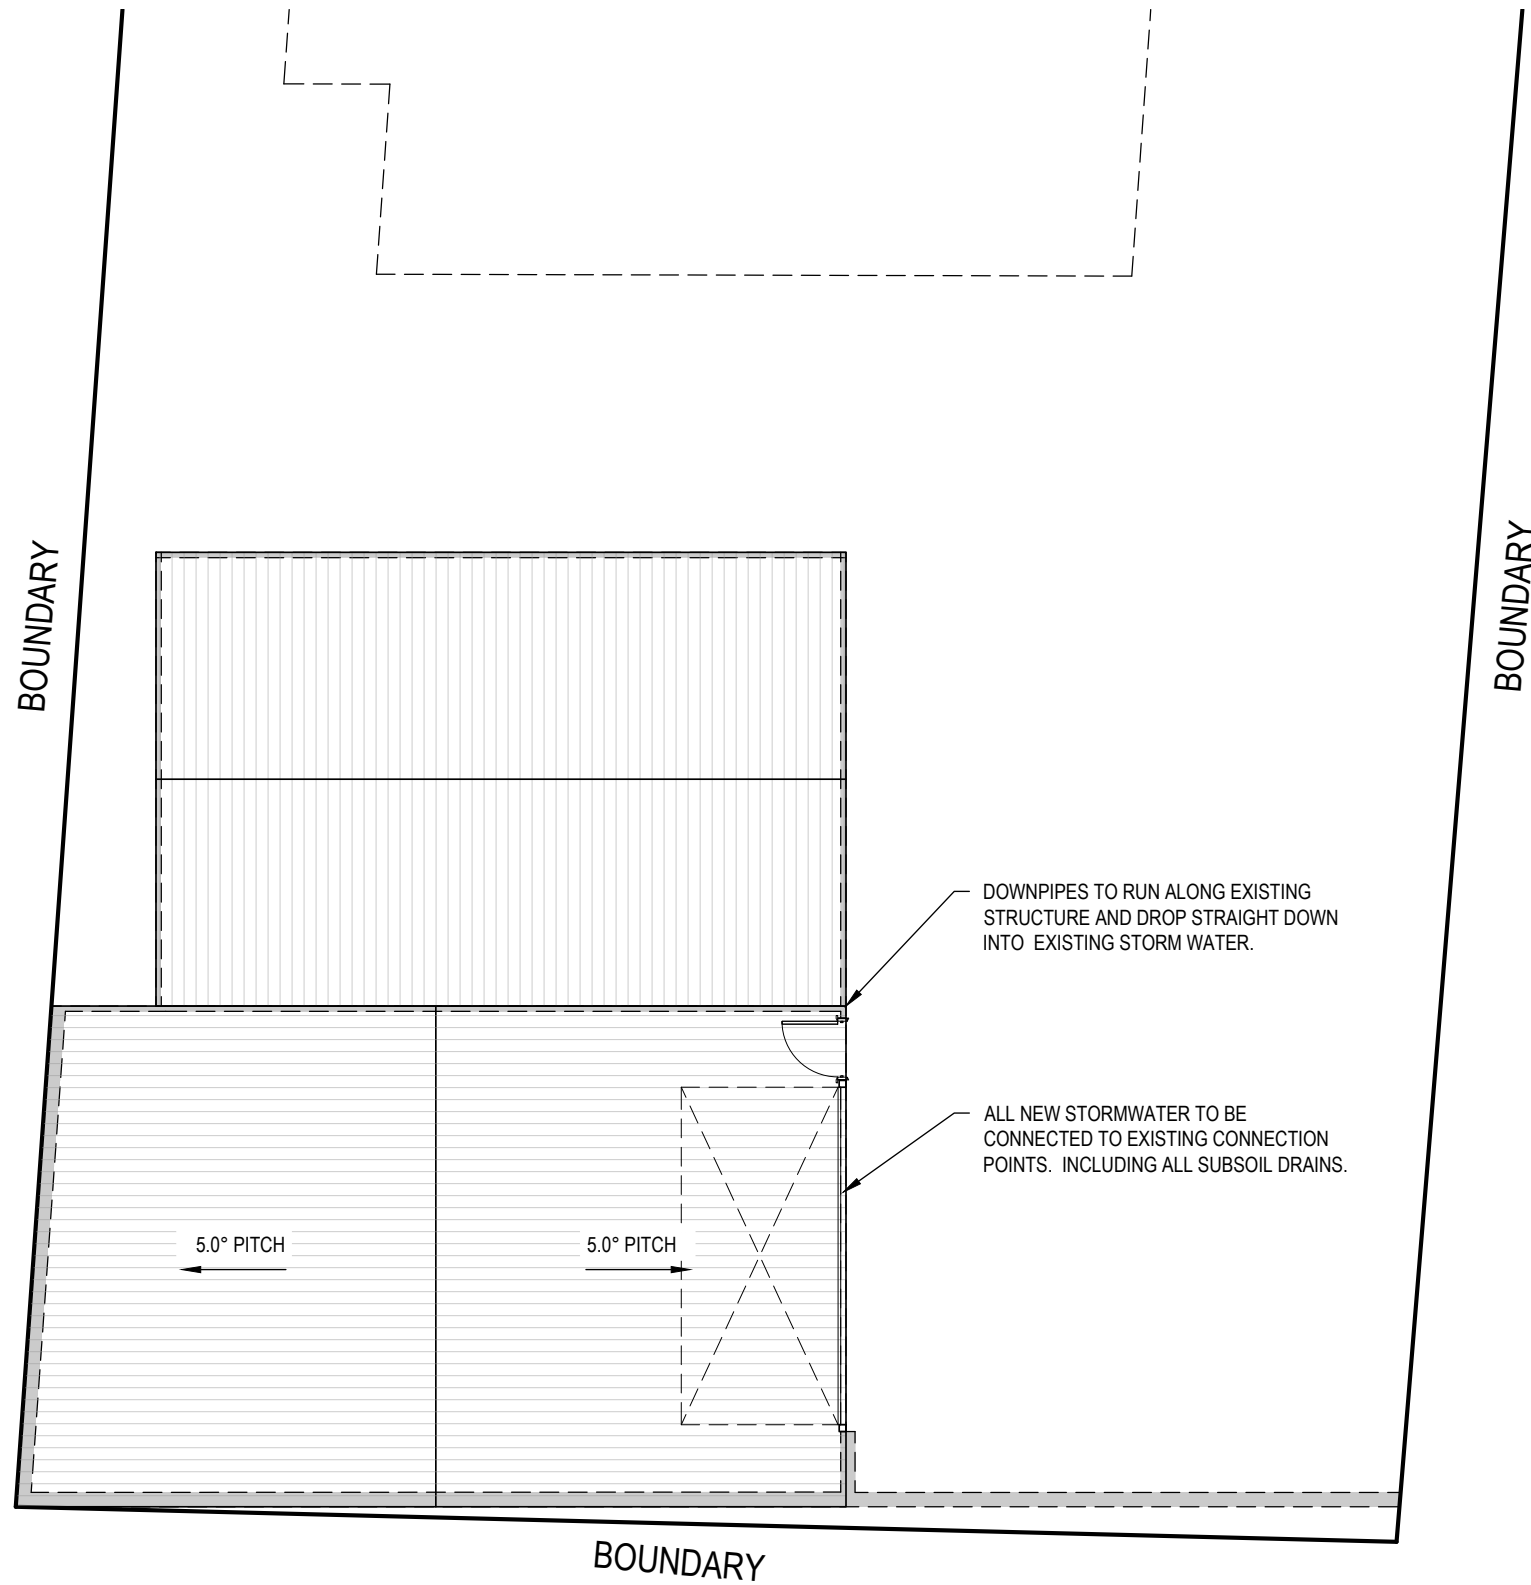 BOUNDARY
BOUNDARY
DOWNPIPES TO RUN ALONG EXISTING
STRUCTURE AND DROP STRAIGHT DOWN
INTO EXISTING STORM WATER.
ALL NEW STORMWATER TO BE
CONNECTED TO EXISTING CONNECTION
POINTS. INCLUDING ALL SUBSOIL DRAINS.
5.0° PITCH
5.0° PITCH
BOUNDARY